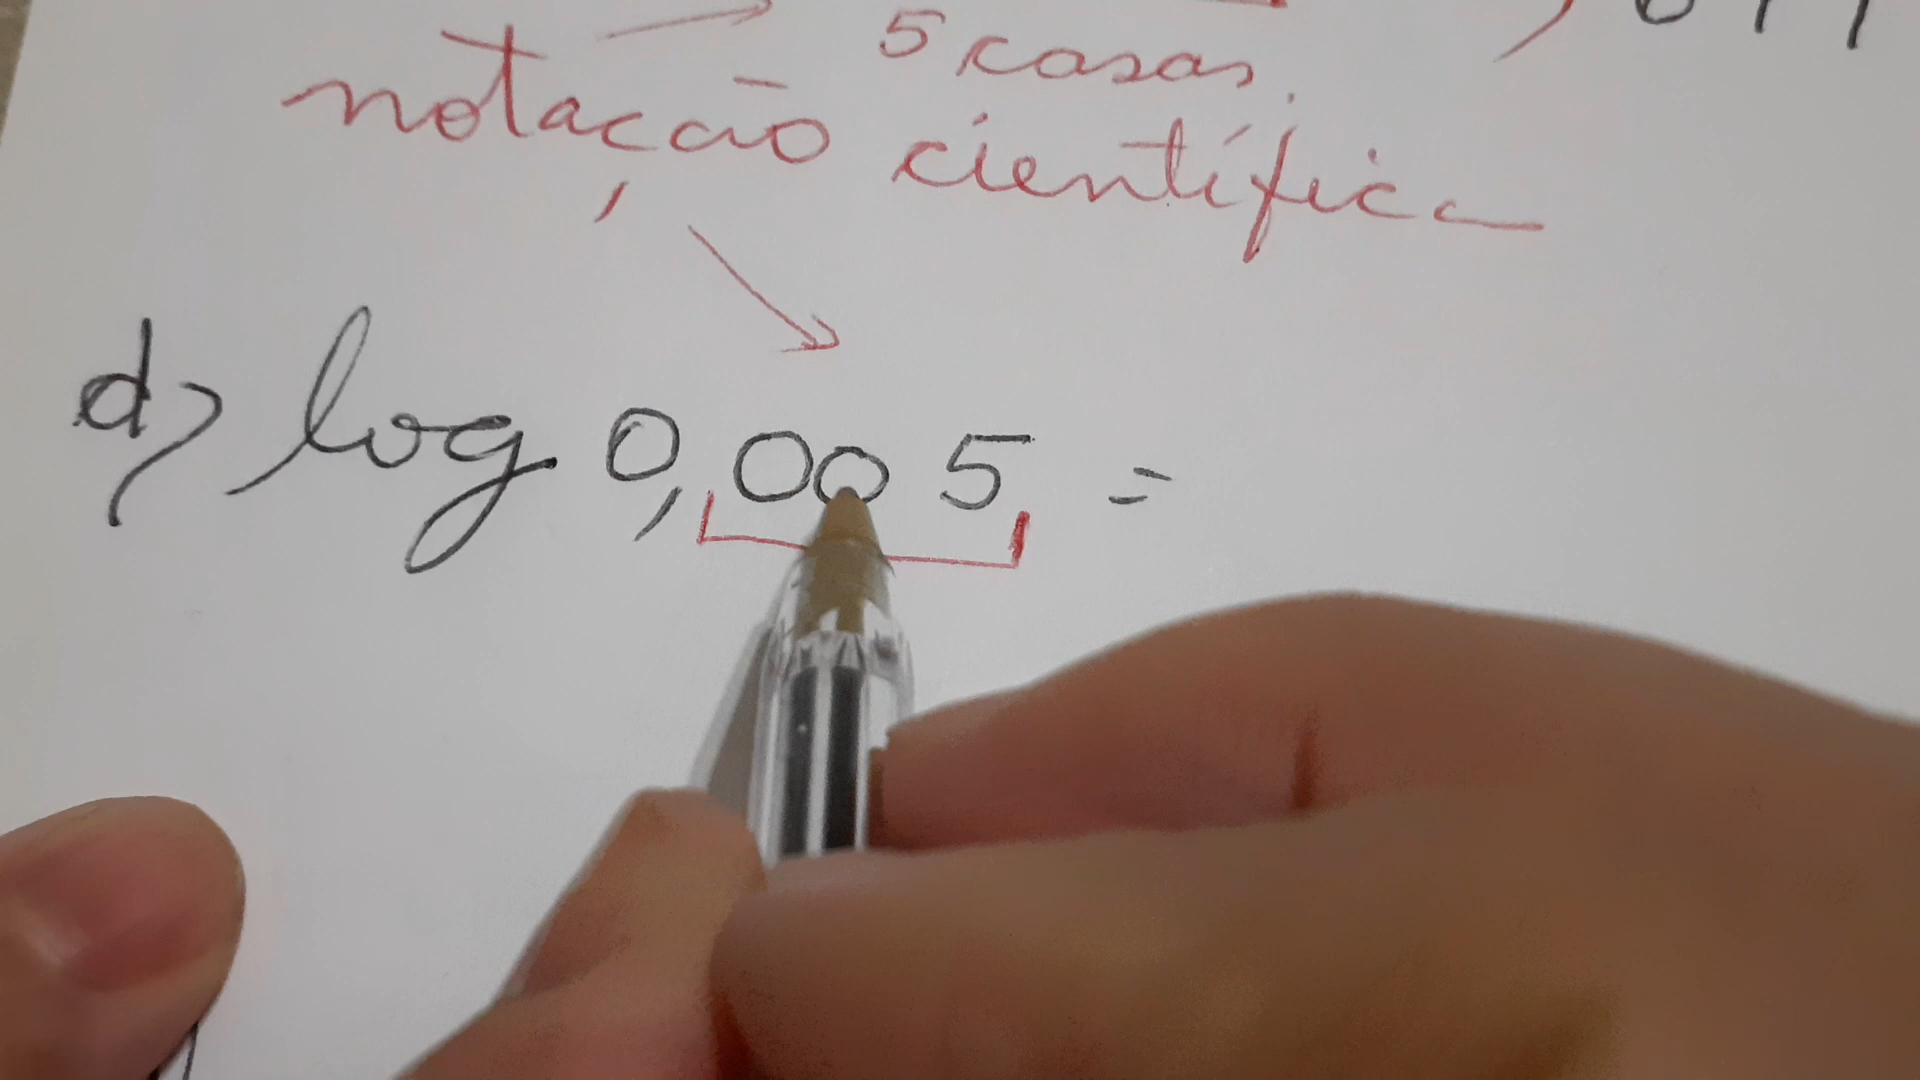 5 casas
notação científica
d) log 0,005 =